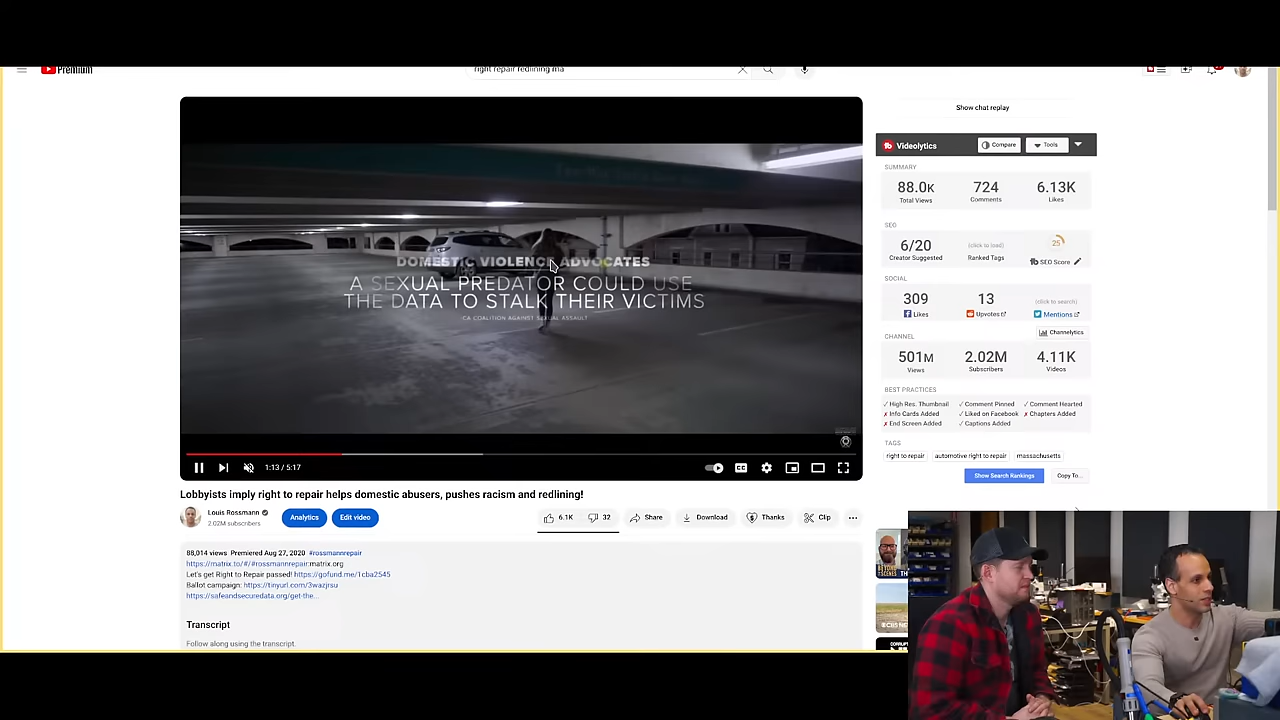 Premium
right repair redlining ma
Show chat replay
DOMESTIC VIOLENCE ADVOCATES
A SEXUAL PREDATOR COULD USE
THE DATA TO STALK THEIR VICTIMS
CA COALITION AGAINST SEXUAL ASSAULT
1:13 / 5:17
CC
Lobbyists imply right to repair helps domestic abusers, pushes racism and redlining!
Louis Rossmann
2.02M subscribers
Analytics
Edit video
6.1K
32
Share
Download
Thanks
Clip
88,014 views Premiered Aug 27, 2020 #rossmannrepair
https://matrix.to/#/#rossmannrepair:matrix.org
Let's get Right to Repair passed! https://gofund.me/1cba2545
Ballot campaign: https://tinyurl.com/3wazjrsu
https://safeandsecuredata.org/get-the...
Transcript
Follow along using the transcript.
Videolytics
Compare
Tools
SUMMARY
88.0K
724
6.13K
Total Views
Comments
Likes
SEO
6/20
(click to load)
25
Creator Suggested
Ranked Tags
SEO Score
SOCIAL
309
13
(click to search)
Likes
Upvotes
Mentions
Channelytics
CHANNEL
501M
2.02M
4.11K
Views
Subscribers
Videos
BEST PRACTICES
✓ High Res. Thumbnail
✓ Comment Pinned
✓ Comment Hearted
✗ Info Cards Added
✓ Liked on Facebook
✗ Chapters Added
✗ End Screen Added
✓ Captions Added
TAGS
right to repair
automotive right to repair
massachusetts
Show Search Rankings
Copy To...